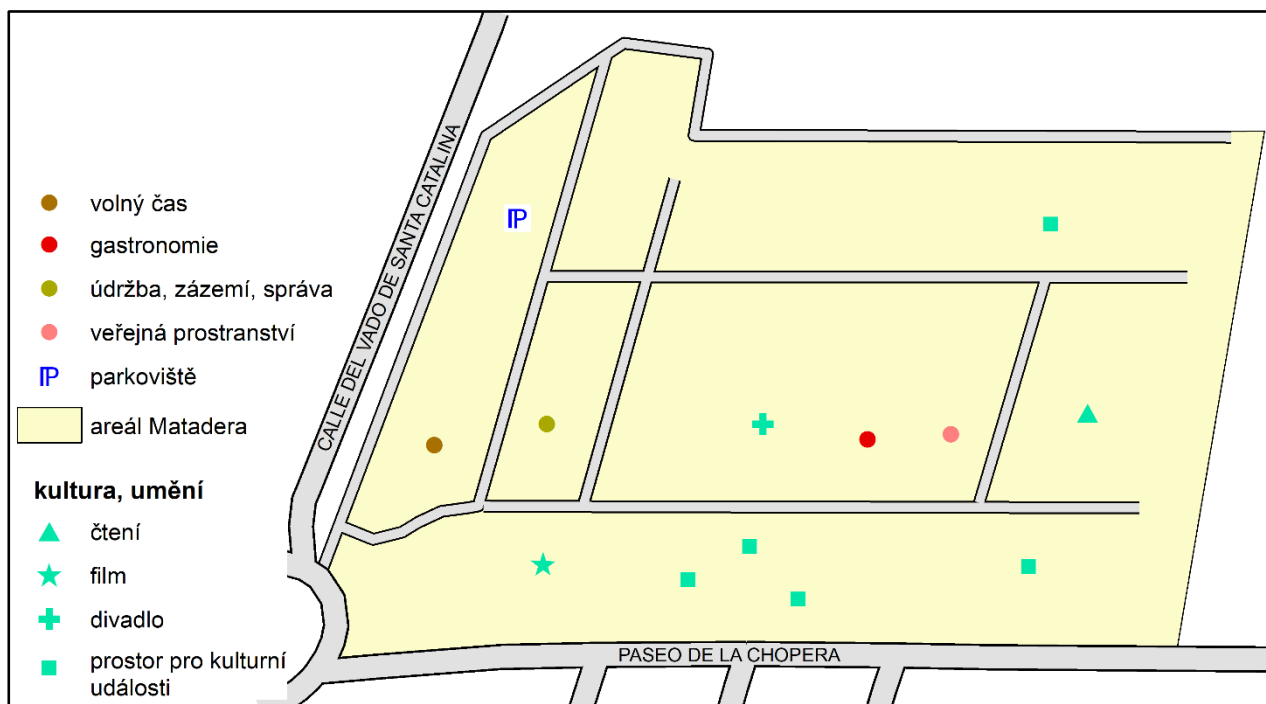 CALLE DEL VADO DE SANTA CATALINA
volný čas
gastronomie
údržba, zázemí, správa
veřejná prostranství
P
parkoviště
areál Matadera
kultura, umění
čtení
film
divadlo
prostor pro kulturní
události
P
PASEO DE LA CHOPERA